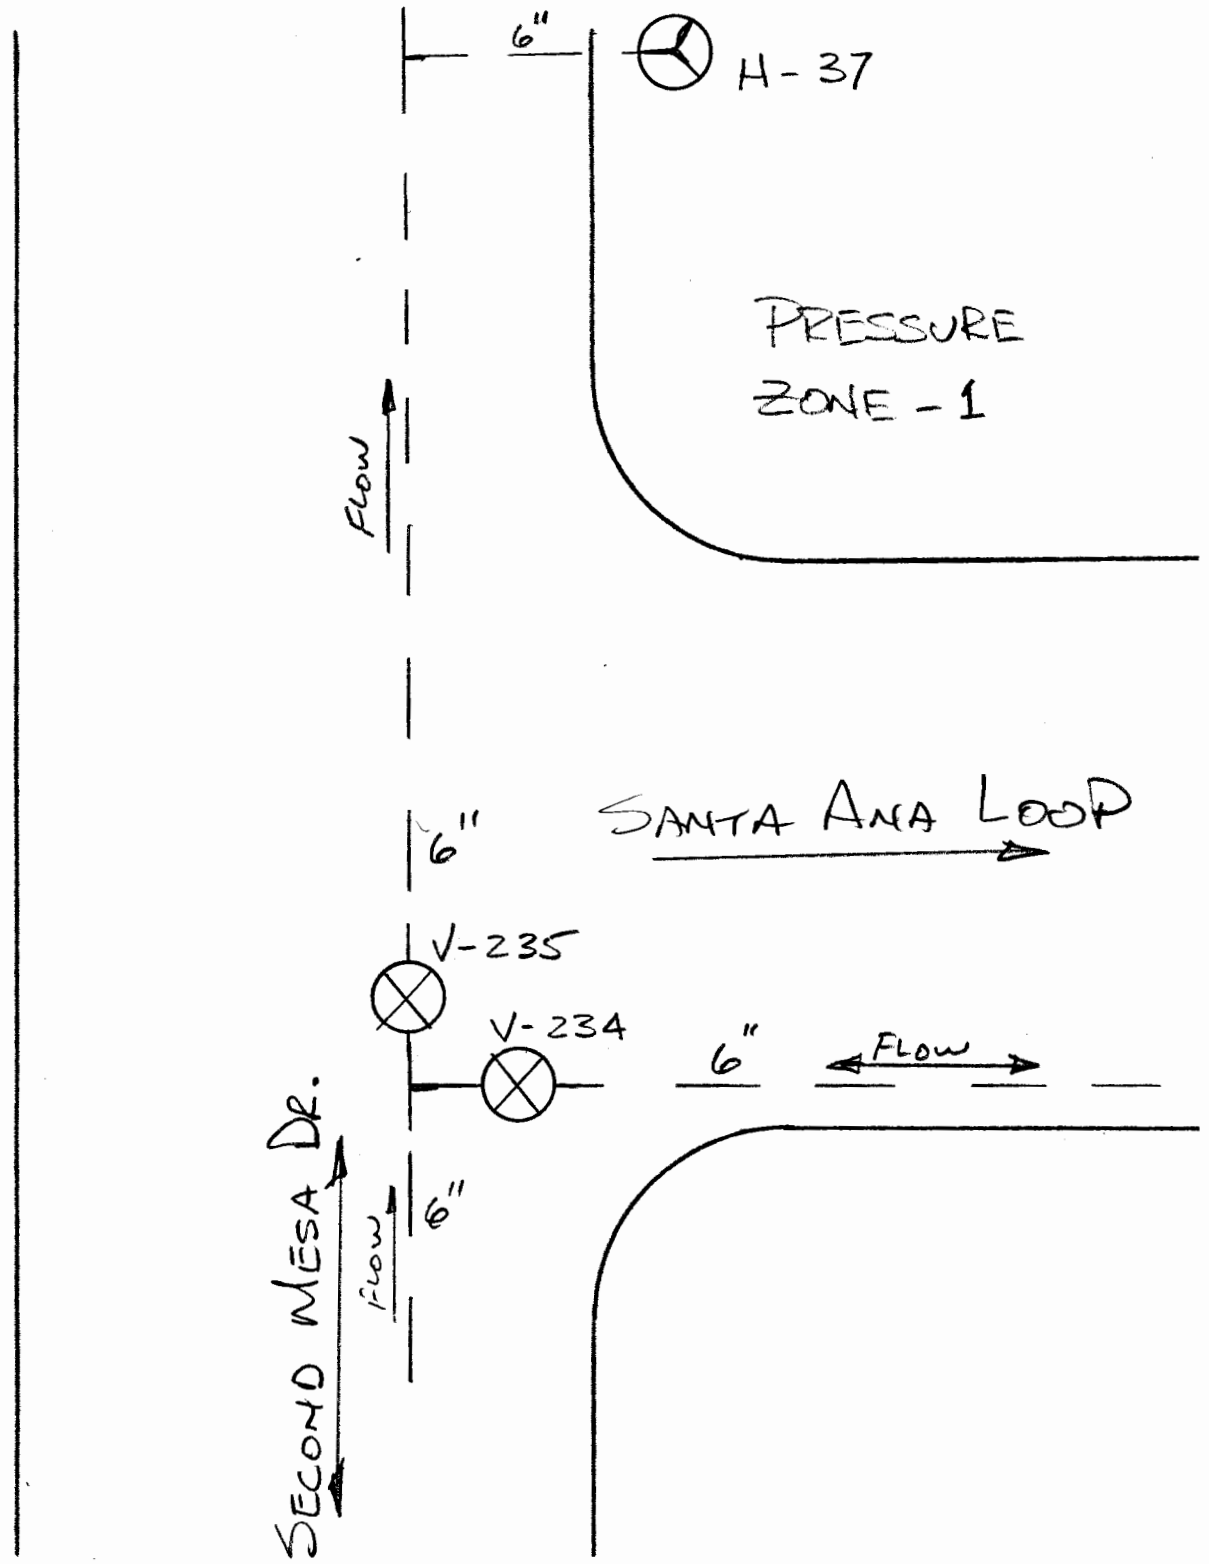 6"
H-37
PRESSURE
ZONE-1
FLOW
SANTA ANA LOOP
6"
V-235
V-234
6"
FLOW
SECOND MESA DR.
FLOW
6"